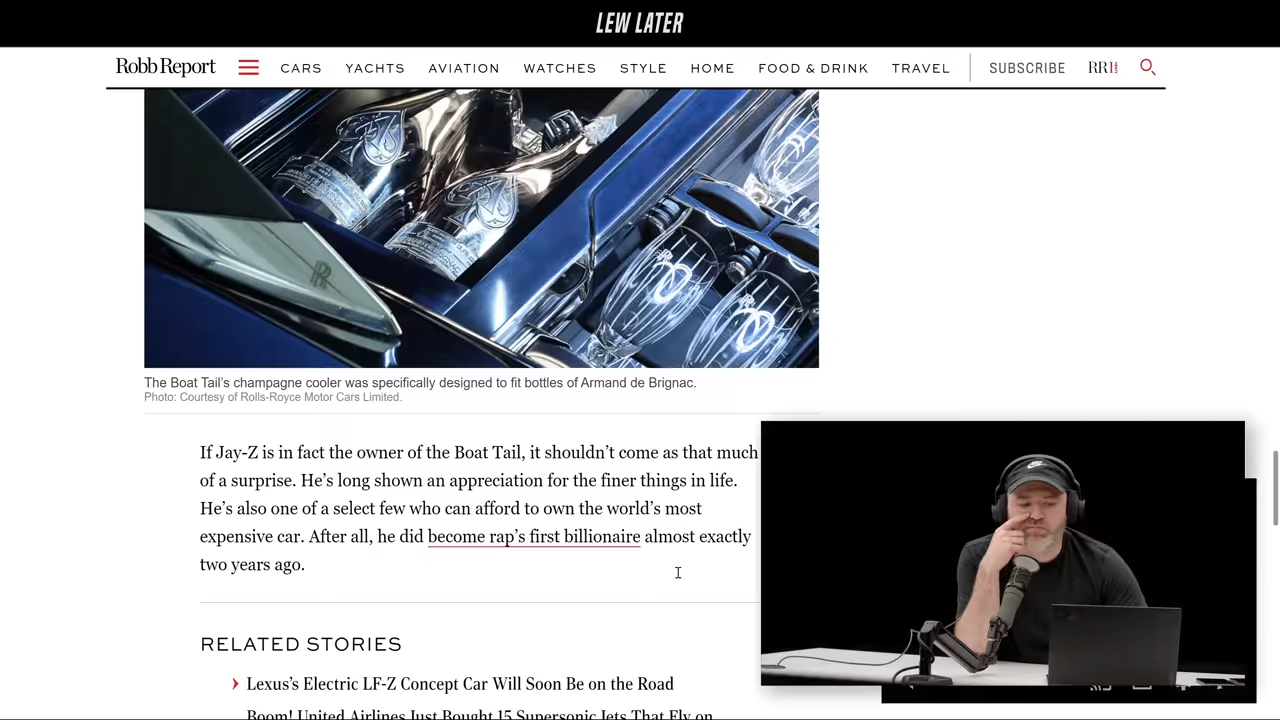 LEW LATER
Robb Report
CARS YACHTS AVIATION WATCHES STYLE HOME FOOD & DRINK TRAVEL SUBSCRIBE RR1
The Boat Tail’s champagne cooler was specifically designed to fit bottles of Armand de Brignac.
Photo: Courtesy of Rolls-Royce Motor Cars Limited.
If Jay-Z is in fact the owner of the Boat Tail, it shouldn’t come as that much
of a surprise. He’s long shown an appreciation for the finer things in life.
He’s also one of a select few who can afford to own the world’s most
expensive car. After all, he did become rap’s first billionaire almost exactly
two years ago.
RELATED STORIES
Lexus’s Electric LF-Z Concept Car Will Soon Be on the Road
Boom! United Airlines Just Bought 15 Supersonic Jets That Fly on